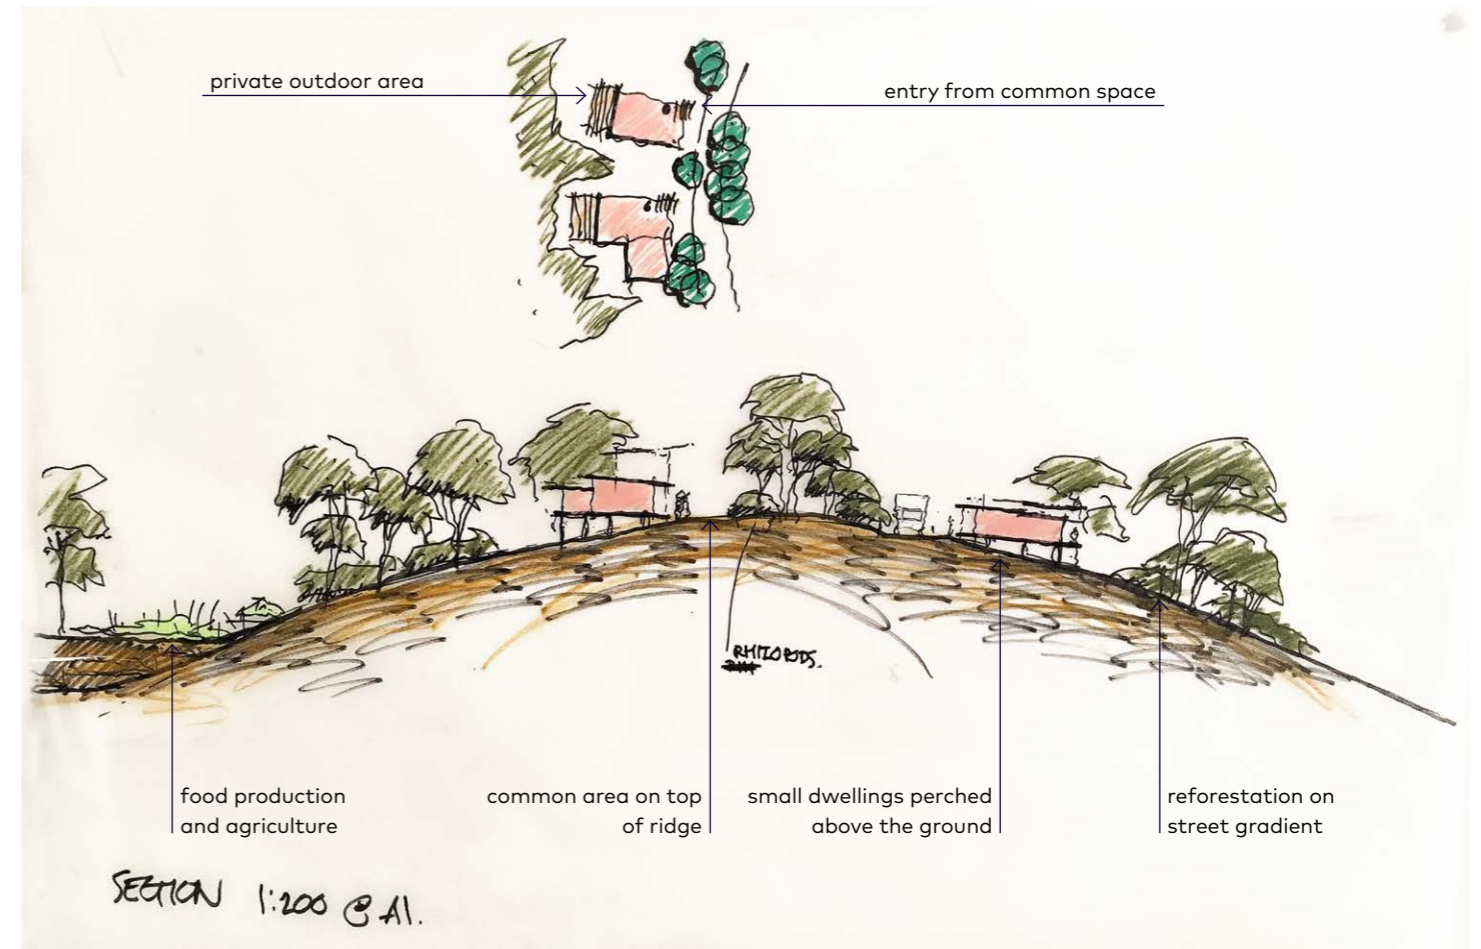 private outdoor area
entry from common space
RHIZOPODS.
food production
and agriculture
common area on top
of ridge
small dwellings perched
above the ground
reforestation on
street gradient
SECTION 1:200 @ A1.